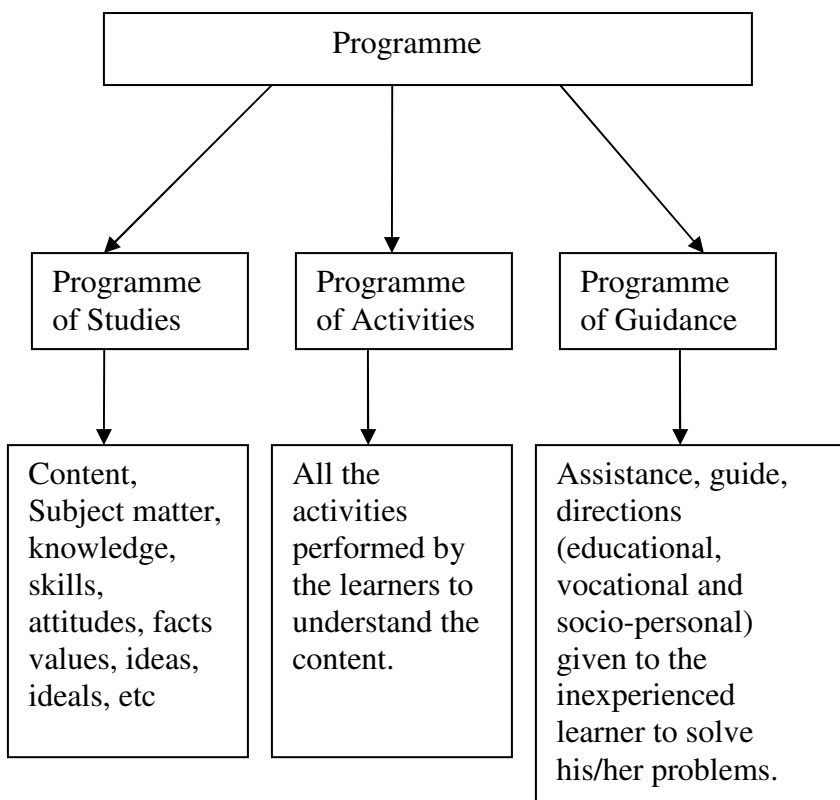 Programme
Programme
of Studies
Programme
of Activities
Programme
of Guidance
Content,
Subject matter,
knowledge,
skills,
attitudes, facts
values, ideas,
ideals, etc
All the
activities
performed by
the learners to
understand the
content.
Assistance, guide,
directions
(educational,
vocational and
socio-personal)
given to the
inexperienced
learner to solve
his/her problems.